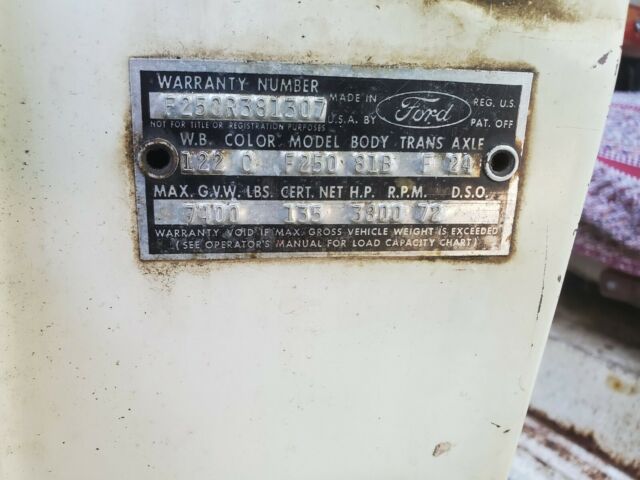 WARRANTY NUMBER
F250R381307 MADE IN U.S.A. BY Ford REG. U.S. PAT. OFF
NOT FOR TITLE OR REGISTRATION PURPOSES
W.B. COLOR MODEL BODY TRANS AXLE
122 C F250 81B F 24
MAX. G.V.W. LBS. CERT. NET H.P. R.P.M. D.S.O.
7400 135 3800 72
WARRANTY VOID IF MAX. GROSS VEHICLE WEIGHT IS EXCEEDED
(SEE OPERATOR'S MANUAL FOR LOAD CAPACITY CHART)